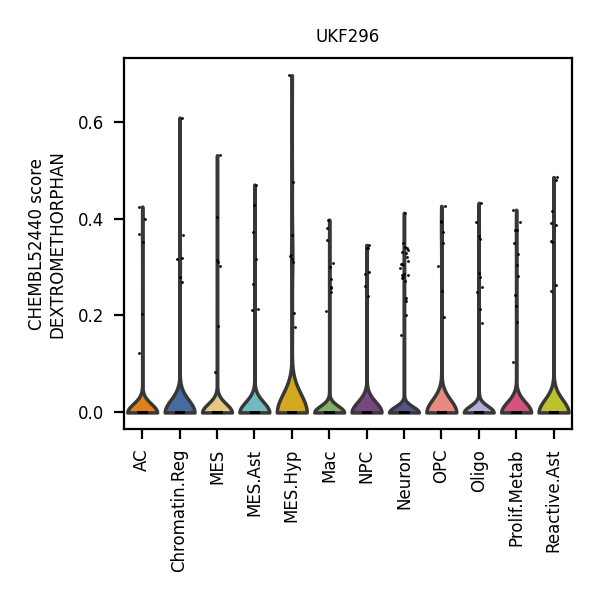 UKF296
CHEMBL52440 score
DEXTROMETHORPHAN
0.6
0.4
0.2
0.0
AC
Chromatin.Reg
MES
MES.Ast
MES.Hyp
Mac
NPC
Neuron
OPC
Oligo
Prolif.Metab
Reactive.Ast